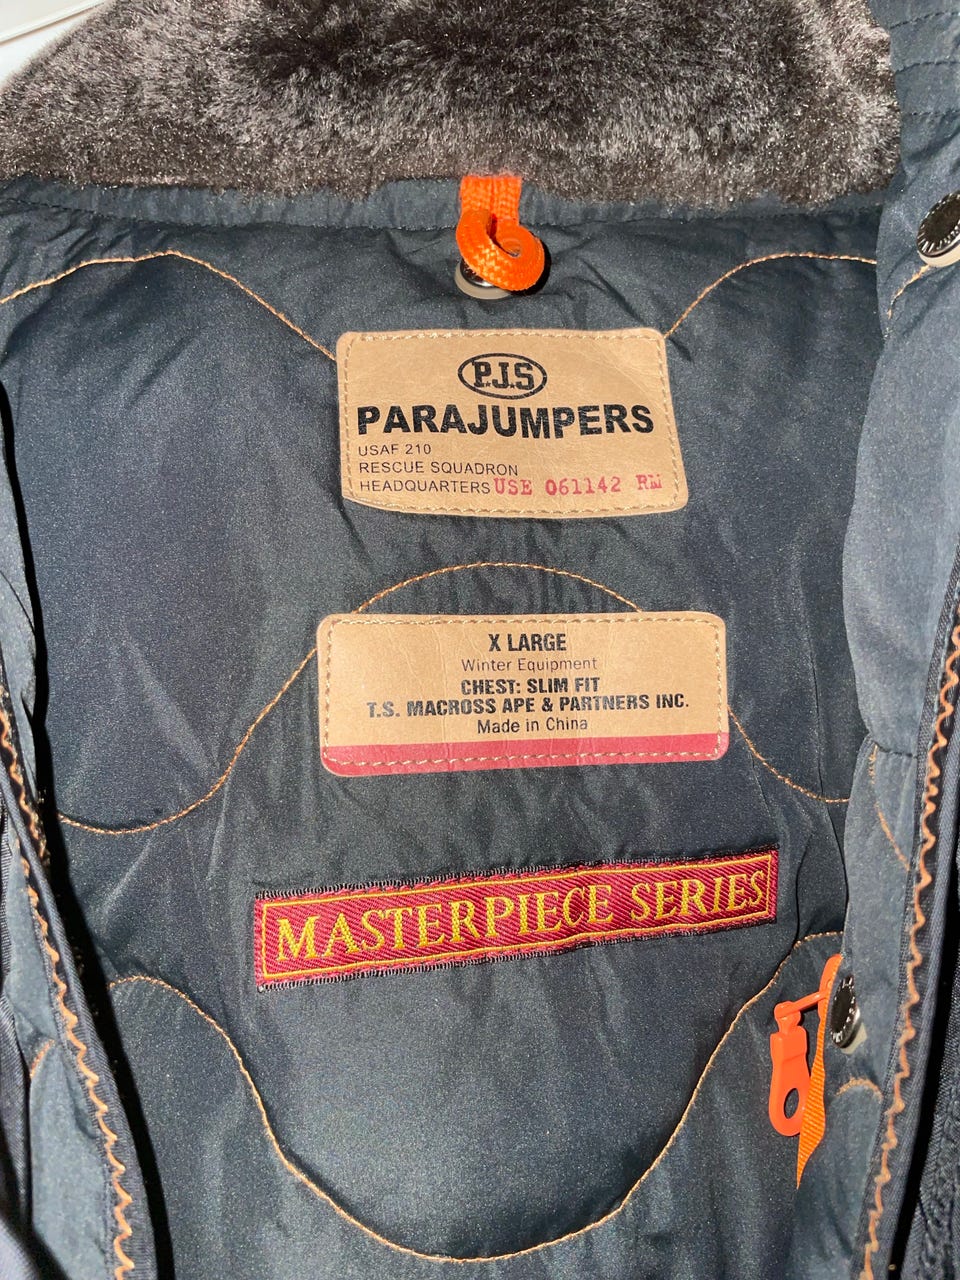 P.J.S
PARAJUMPERS
USAF 210
RESCUE SQUADRON
HEADQUARTERS USE 061142 RM
X LARGE
Winter Equipment
CHEST: SLIM FIT
T.S. MACROSS APE & PARTNERS INC.
Made in China
MASTERPIECE SERIES